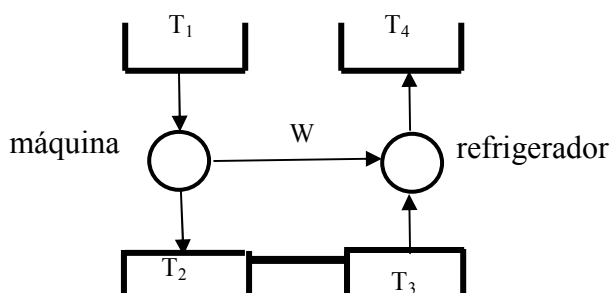 T₁ T₄
W
máquina refrigerador
T₂ T₃